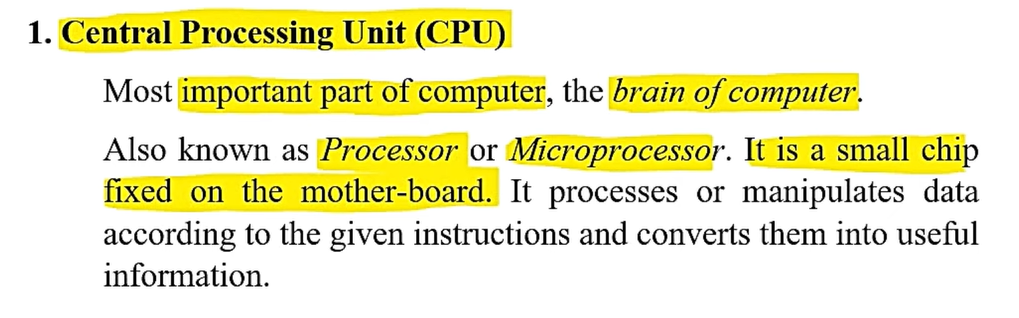 1. Central Processing Unit (CPU)
Most important part of computer, the brain of computer.
Also known as Processor or Microprocessor. It is a small chip
fixed on the mother-board. It processes or manipulates data
according to the given instructions and converts them into useful
information.